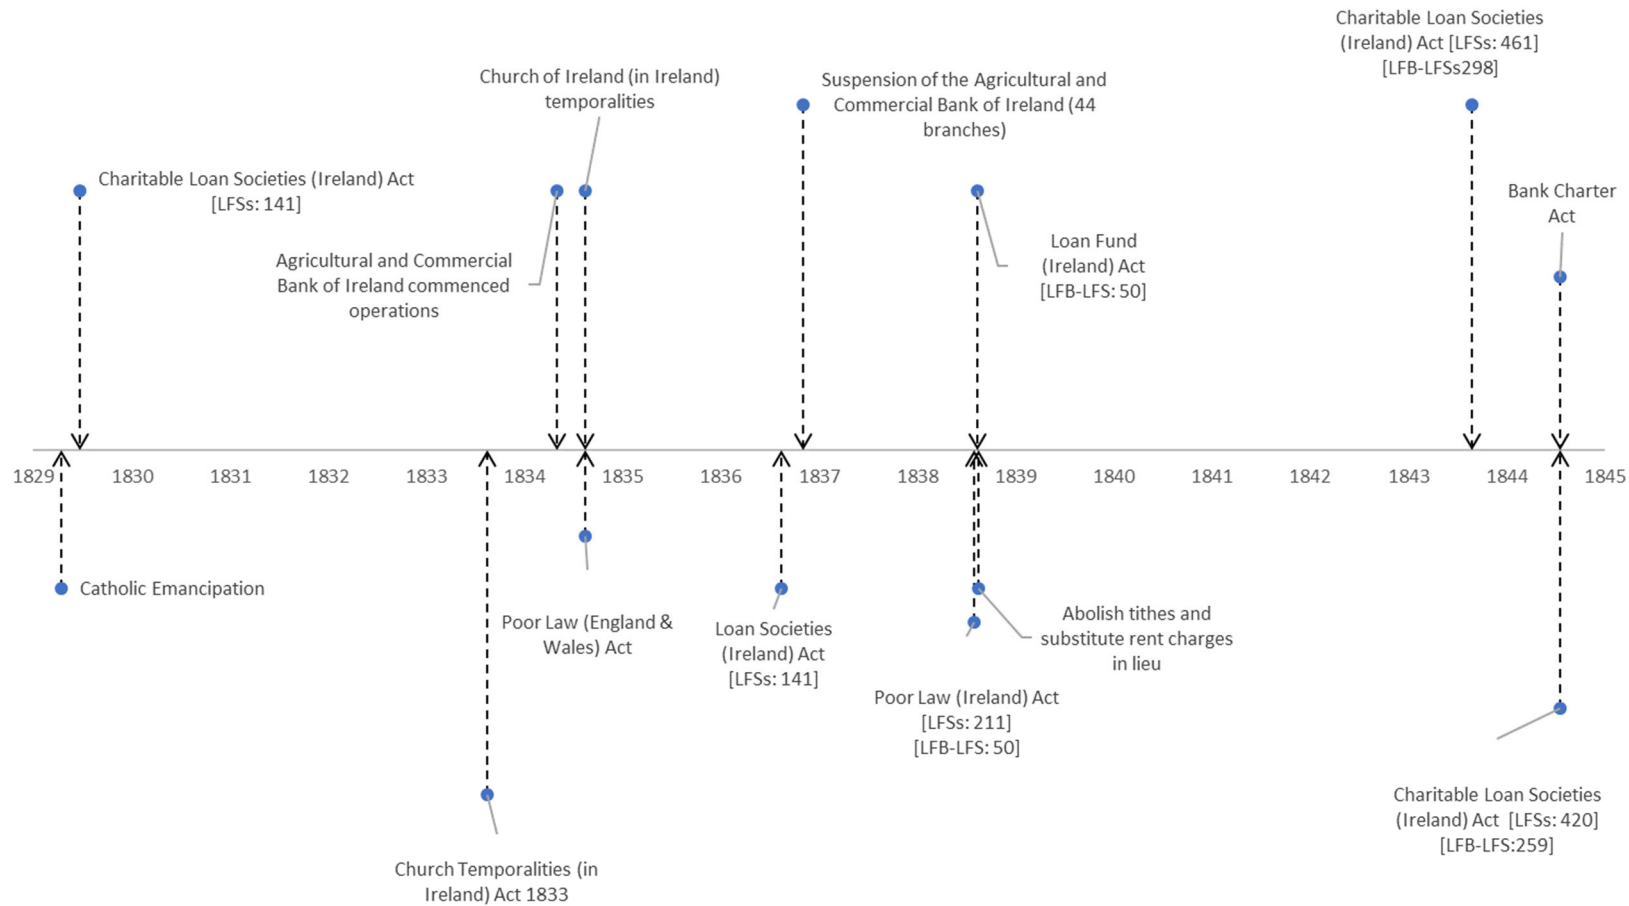 Charitable Loan Societies
(Ireland) Act [LFSs: 461]
[LFB-LFSs298]
Church of Ireland (in Ireland)
temporalities
Suspension of the Agricultural and
Commercial Bank of Ireland (44
branches)
Charitable Loan Societies (Ireland) Act
[LFSs: 141]
Bank Charter
Act
Agricultural and Commercial
Bank of Ireland commenced
operations
Loan Fund
(Ireland) Act
[LFB-LFS: 50]
1829 1830 1831 1832 1833 1834 1835 1836 1837 1838 1839 1840 1841 1842 1843 1844 1845
Catholic Emancipation
Poor Law (England &
Wales) Act
Loan Societies
(Ireland) Act
[LFSs: 141]
Abolish tithes and
substitute rent charges
in lieu
Poor Law (Ireland) Act
[LFSs: 211]
[LFB-LFS: 50]
Charitable Loan Societies
(Ireland) Act [LFSs: 420]
[LFB-LFS:259]
Church Temporalities (in
Ireland) Act 1833